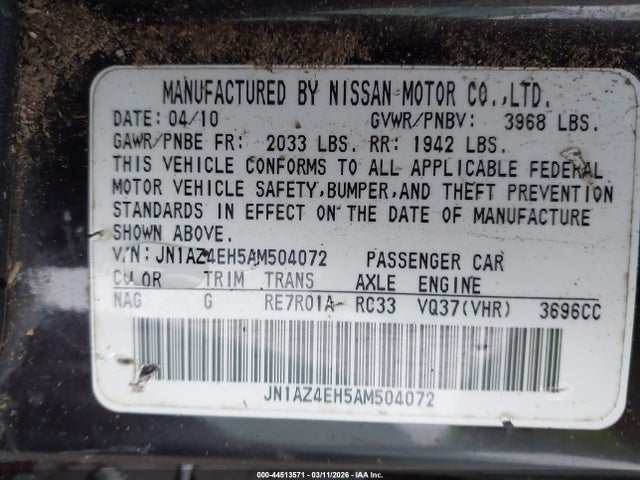 MANUFACTURED BY NISSAN MOTOR CO.,LTD.
DATE: 04/10 GVWR/PNBV: 3968 LBS.
GAWR/PNBE FR: 2033 LBS. RR: 1942 LBS.
THIS VEHICLE CONFORMS TO ALL APPLICABLE FEDERAL
MOTOR VEHICLE SAFETY,BUMPER,AND THEFT PREVENTION
STANDARDS IN EFFECT ON THE DATE OF MANUFACTURE
SHOWN ABOVE.
V/N: JN1AZ4EH5AM504072 PASSENGER CAR
COLOR TRIM TRANS AXLE ENGINE
NAG G RE7R01A RC33 VQ37(VHR) 3696CC
JN1AZ4EH5AM504072
000-44513571 | 03/11/2026 - IAA Inc.